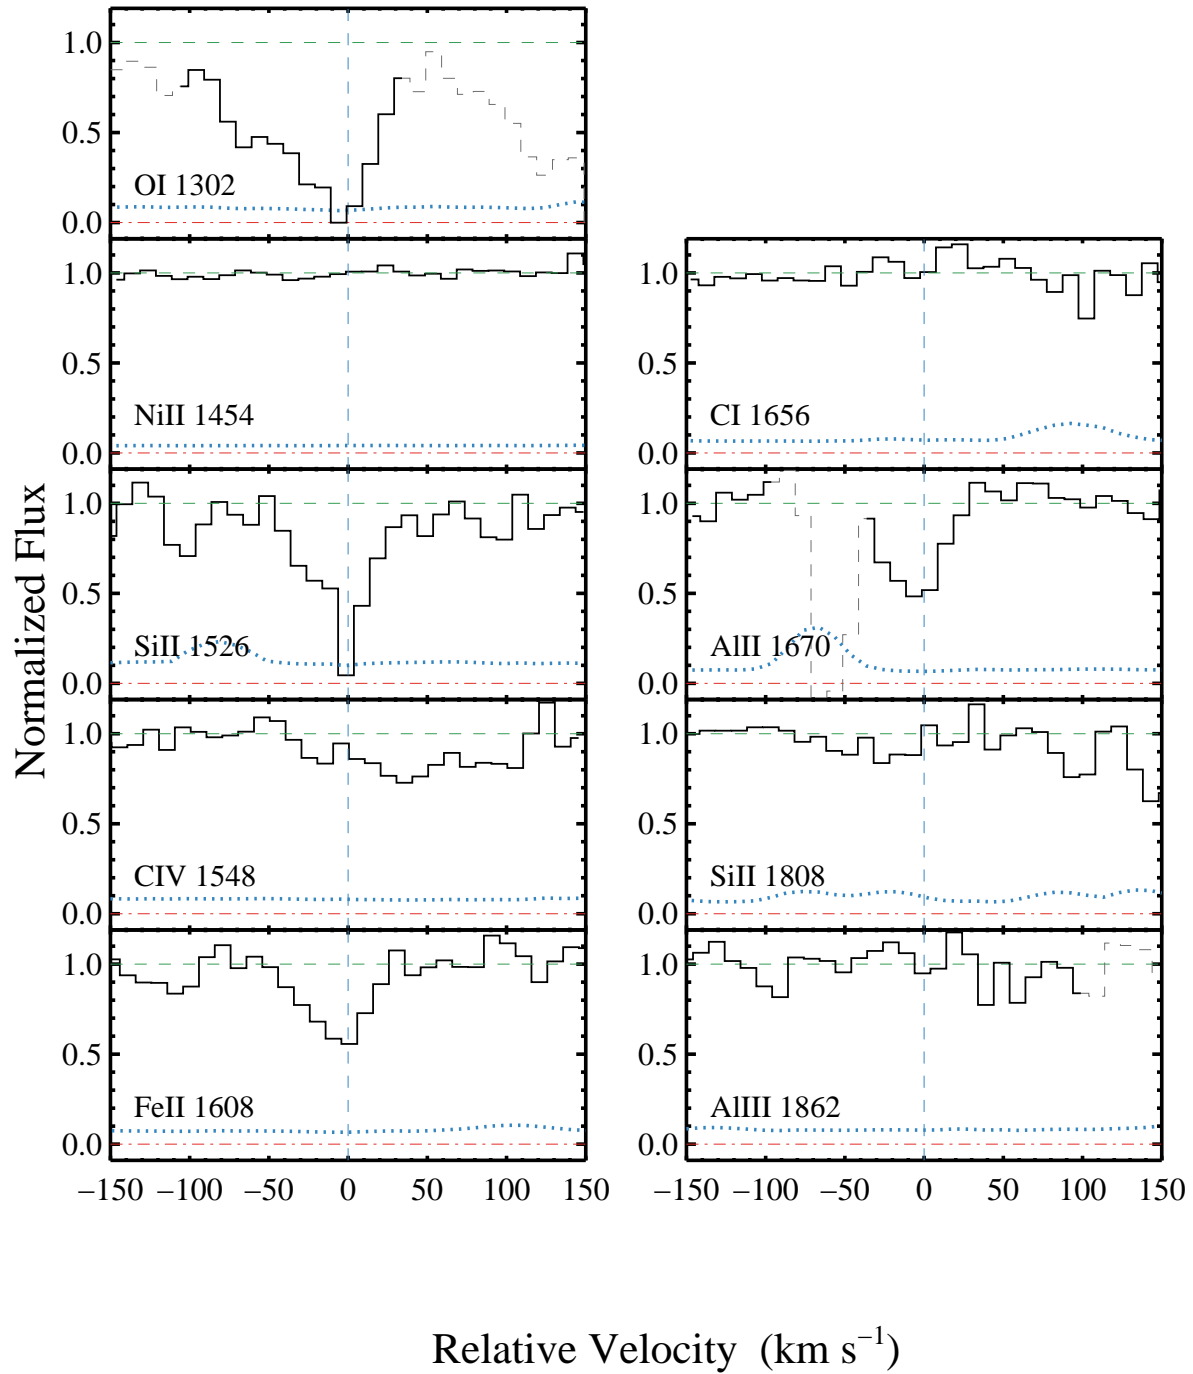 1.0
0.5
0.0
OI 1302
1.0
0.5
0.0
NiII 1454
1.0
0.5
0.0
CI 1656
1.0
0.5
0.0
SiII 1526
1.0
0.5
0.0
AlII 1670
1.0
0.5
0.0
CIV 1548
1.0
0.5
0.0
SiII 1808
1.0
0.5
0.0
FeII 1608
1.0
0.5
0.0
AlIII 1862
−150 −100 −50 0 50 100 150
−150 −100 −50 0 50 100 150
Normalized Flux
Relative Velocity (km s⁻¹)